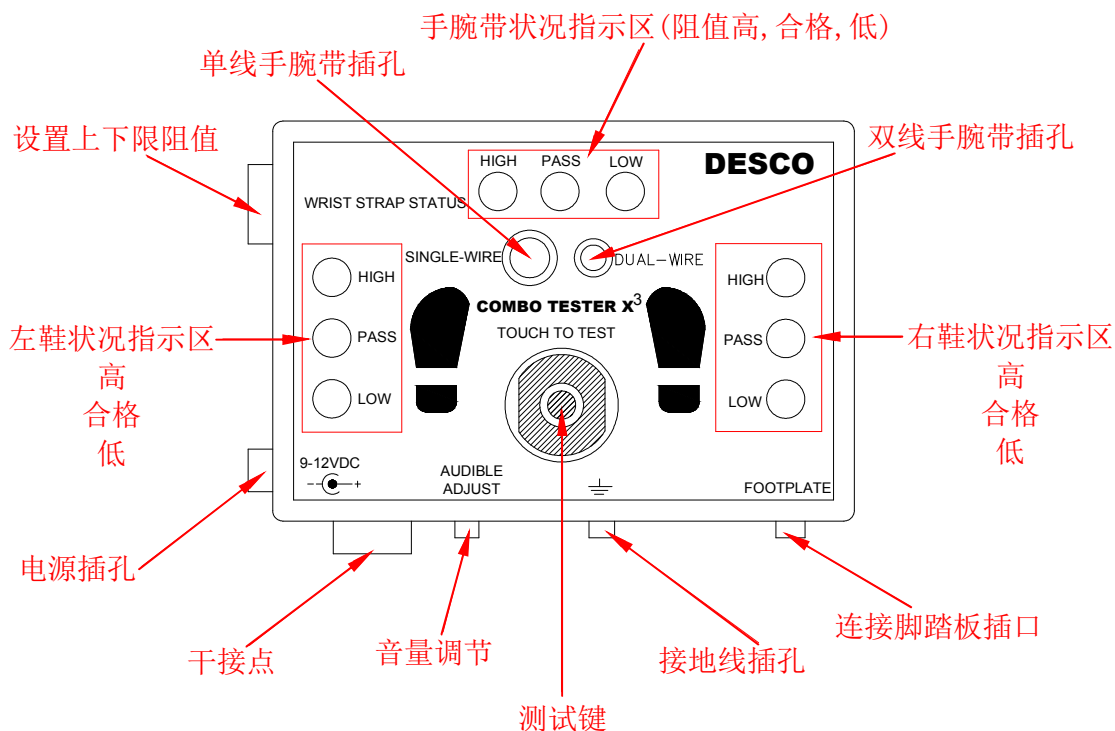 手腕带状况指示区(阻值高,合格,低)
单线手腕带插孔
设置上下限阻值
双线手腕带插孔
HIGH PASS LOW
DESCO
WRIST STRAP STATUS
SINGLE-WIRE
DUAL-WIRE
HIGH
HIGH
COMBO TESTER X³
TOUCH TO TEST
PASS
PASS
左鞋状况指示区
高
合格
低
右鞋状况指示区
高
合格
低
LOW
LOW
9-12VDC
- +
AUDIBLE
ADJUST
FOOTPLATE
电源插孔
干接点
音量调节
接地线插孔
连接脚踏板插口
测试键